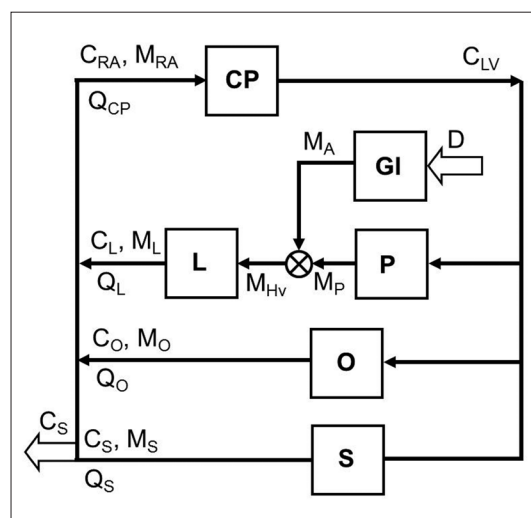 C_RA, M_RA
CP
C_LV
Q_CP
M_A
GI
D
C_L, M_L
L
P
Q_L
M_Hv
M_P
C_O, M_O
O
Q_O
C_S
C_S, M_S
S
Q_S